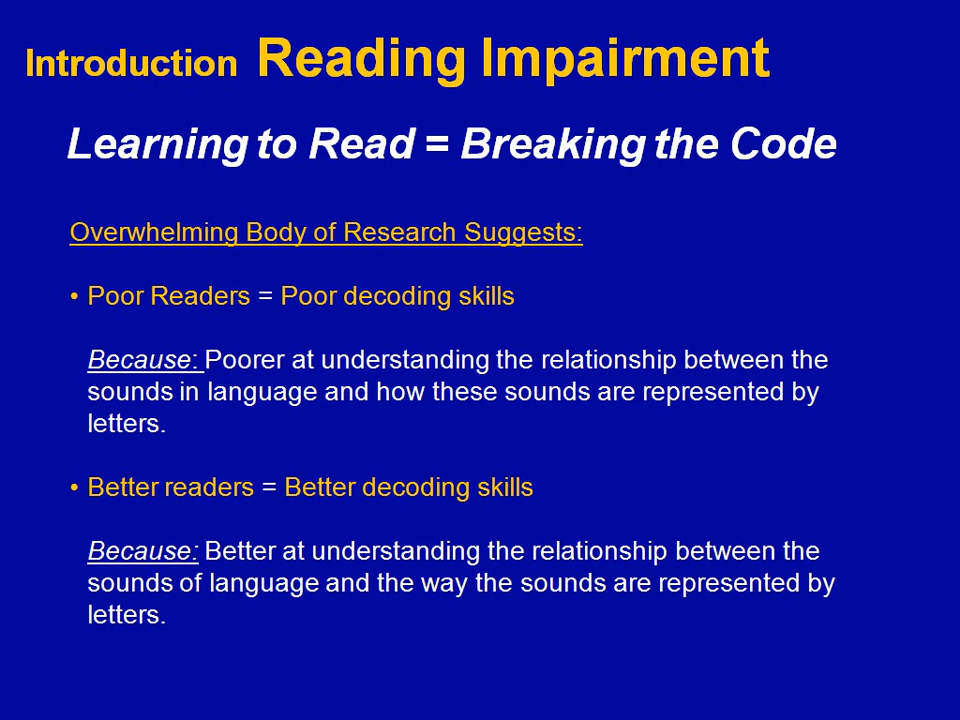 Introduction Reading Impairment
Learning to Read = Breaking the Code
Overwhelming Body of Research Suggests:
• Poor Readers = Poor decoding skills
Because: Poorer at understanding the relationship between the
sounds in language and how these sounds are represented by
letters.
• Better readers = Better decoding skills
Because: Better at understanding the relationship between the
sounds of language and the way the sounds are represented by
letters.